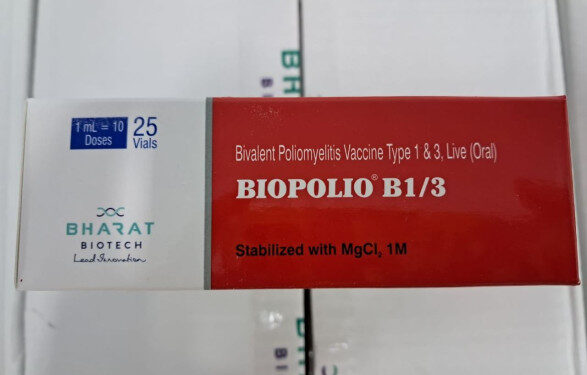 BHARAT
1 mL = 10
Doses
25
Vials
BHARAT
BIOTECH
Lead Innovation
Bivalent Poliomyelitis Vaccine Type 1 & 3, Live (Oral)
BIOPOLIO® B1/3
Stabilized with MgCl₂ 1M